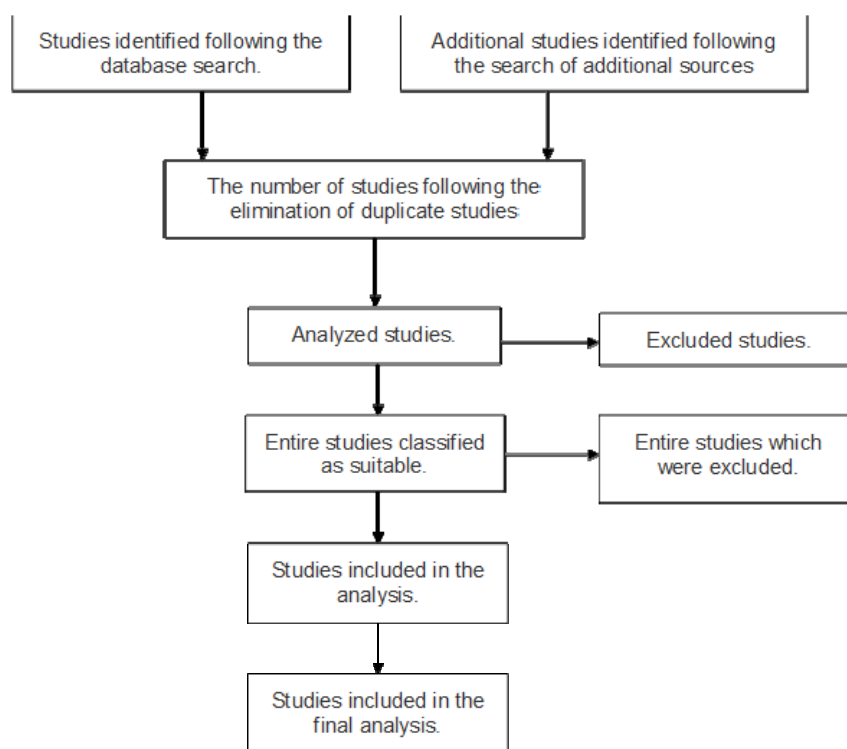 Studies identified following the
database search.
Additional studies identified following
the search of additional sources
The number of studies following the
elimination of duplicate studies
Analyzed studies.
Excluded studies.
Entire studies classified
as suitable.
Entire studies which
were excluded.
Studies included in the
analysis.
Studies included in the
final analysis.